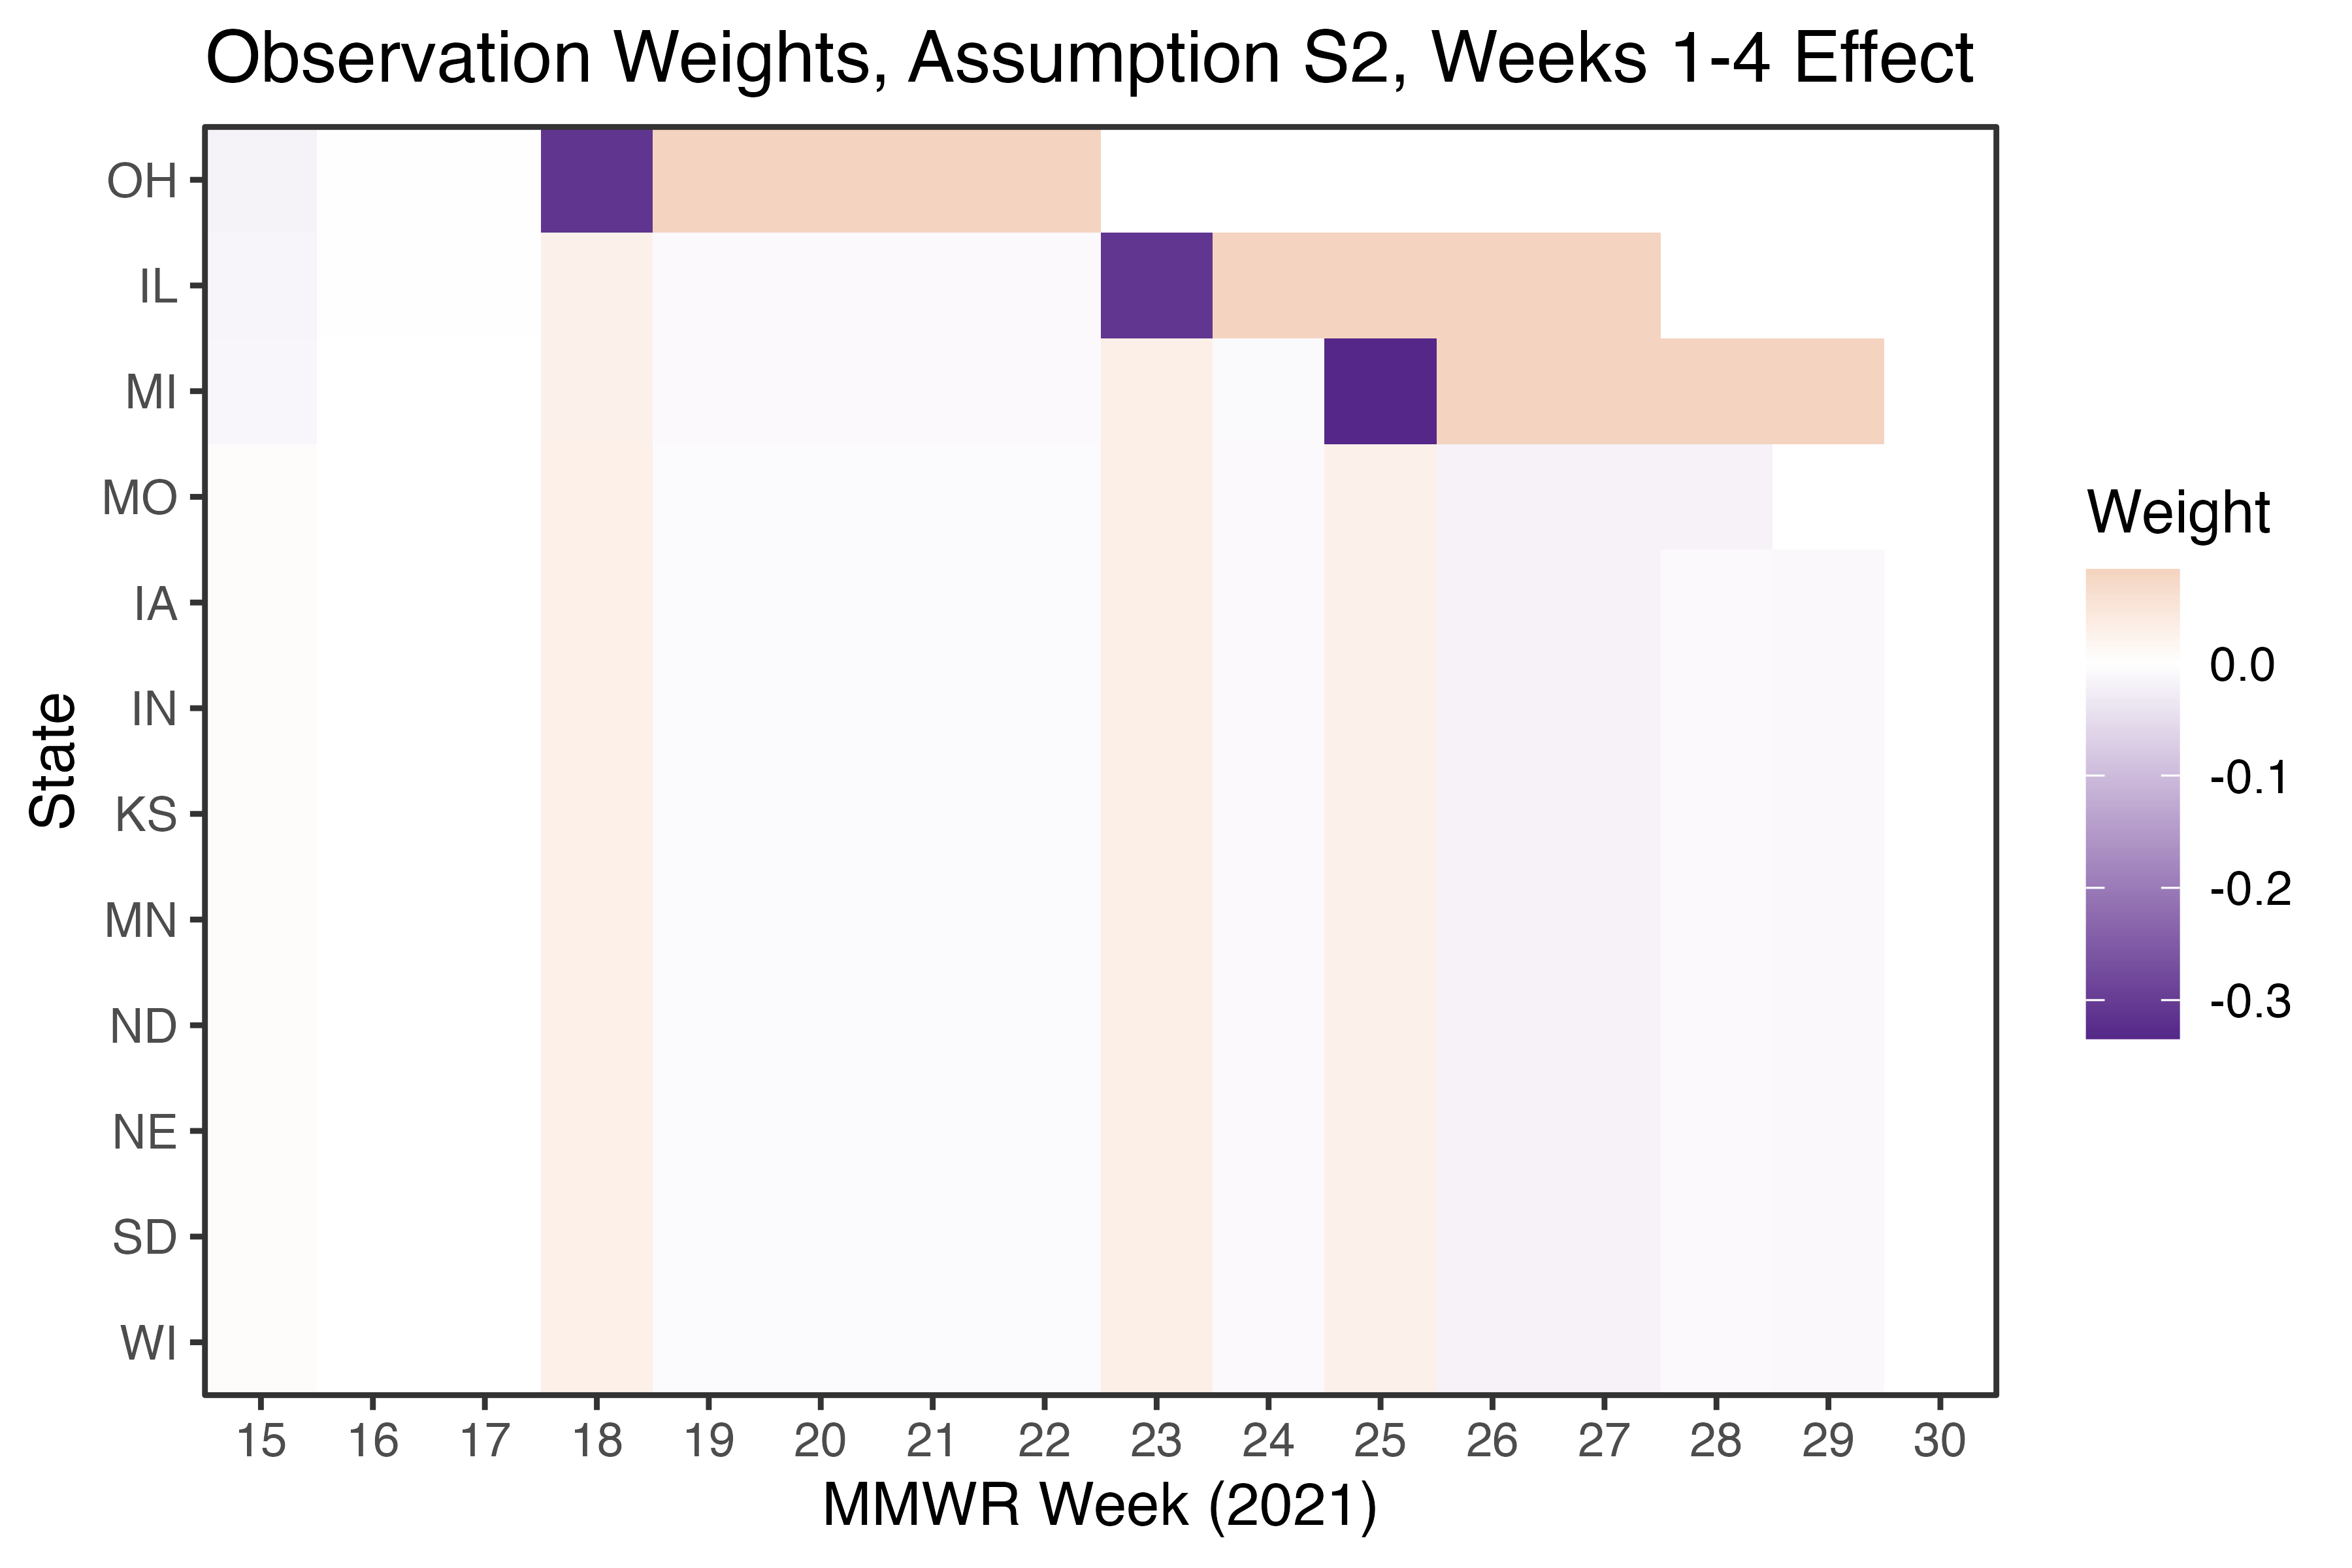 Observation Weights, Assumption S2, Weeks 1-4 Effect
State
OH
IL
MI
MO
IA
IN
KS
MN
ND
NE
SD
WI
15 16 17 18 19 20 21 22 23 24 25 26 27 28 29 30
MMWR Week (2021)
Weight
0.0
-0.1
-0.2
-0.3